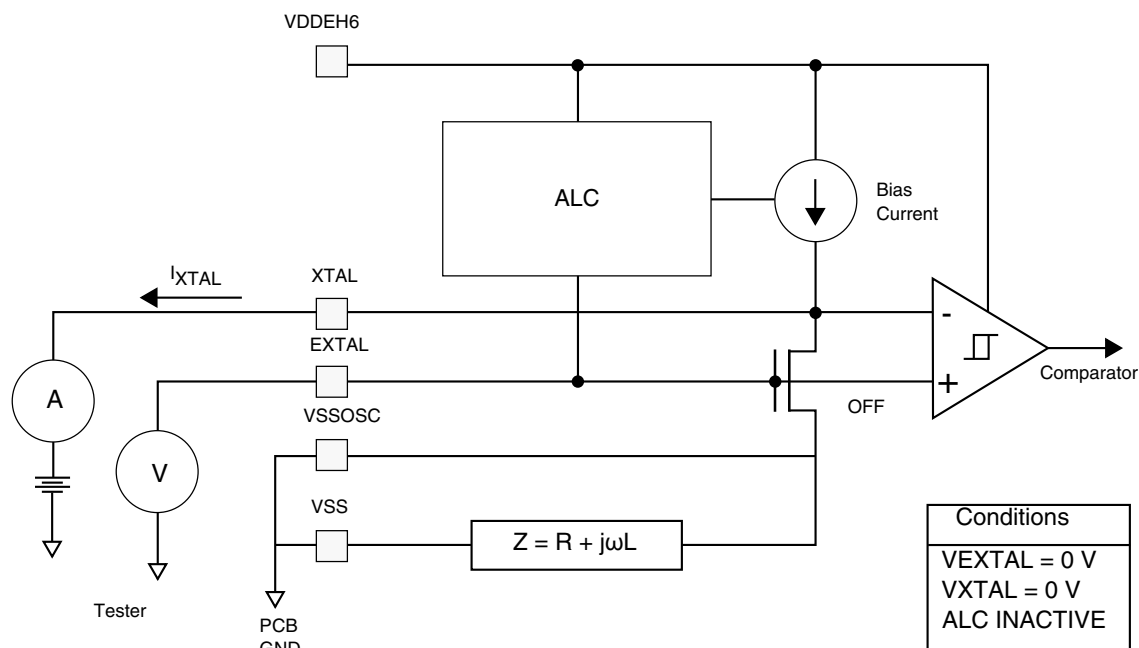 VDDEH6
ALC
Bias
Current
IXTAL
XTAL
-
EXTAL
A
+
Comparator
OFF
VSSOSC
V
VSS
Z = R + jωL
Conditions
VEXTAL = 0 V
VXTAL = 0 V
ALC INACTIVE
Tester
PCB
GND